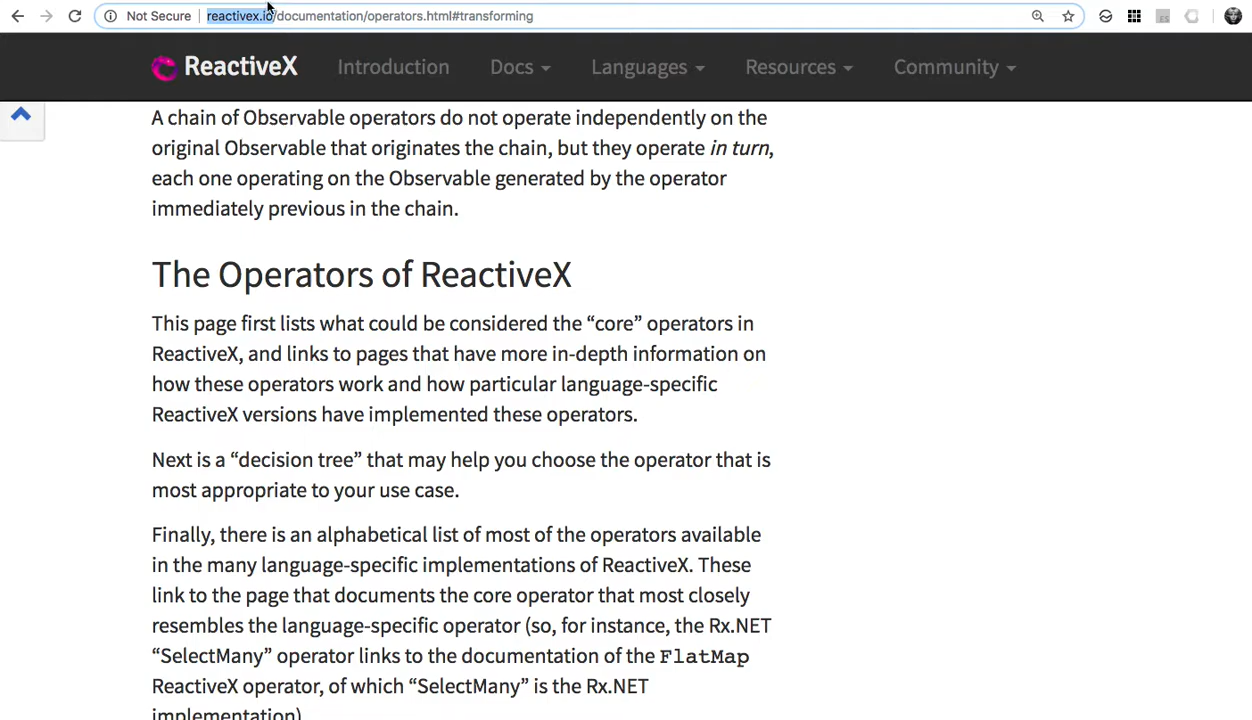 Not Secure | reactivex.io/documentation/operators.html#transforming
ReactiveX Introduction Docs Languages Resources Community
A chain of Observable operators do not operate independently on the
original Observable that originates the chain, but they operate in turn,
each one operating on the Observable generated by the operator
immediately previous in the chain.
The Operators of ReactiveX
This page first lists what could be considered the “core” operators in
ReactiveX, and links to pages that have more in-depth information on
how these operators work and how particular language-specific
ReactiveX versions have implemented these operators.
Next is a “decision tree” that may help you choose the operator that is
most appropriate to your use case.
Finally, there is an alphabetical list of most of the operators available
in the many language-specific implementations of ReactiveX. These
link to the page that documents the core operator that most closely
resembles the language-specific operator (so, for instance, the Rx.NET
“SelectMany” operator links to the documentation of the FlatMap
ReactiveX operator, of which “SelectMany” is the Rx.NET
implementation).